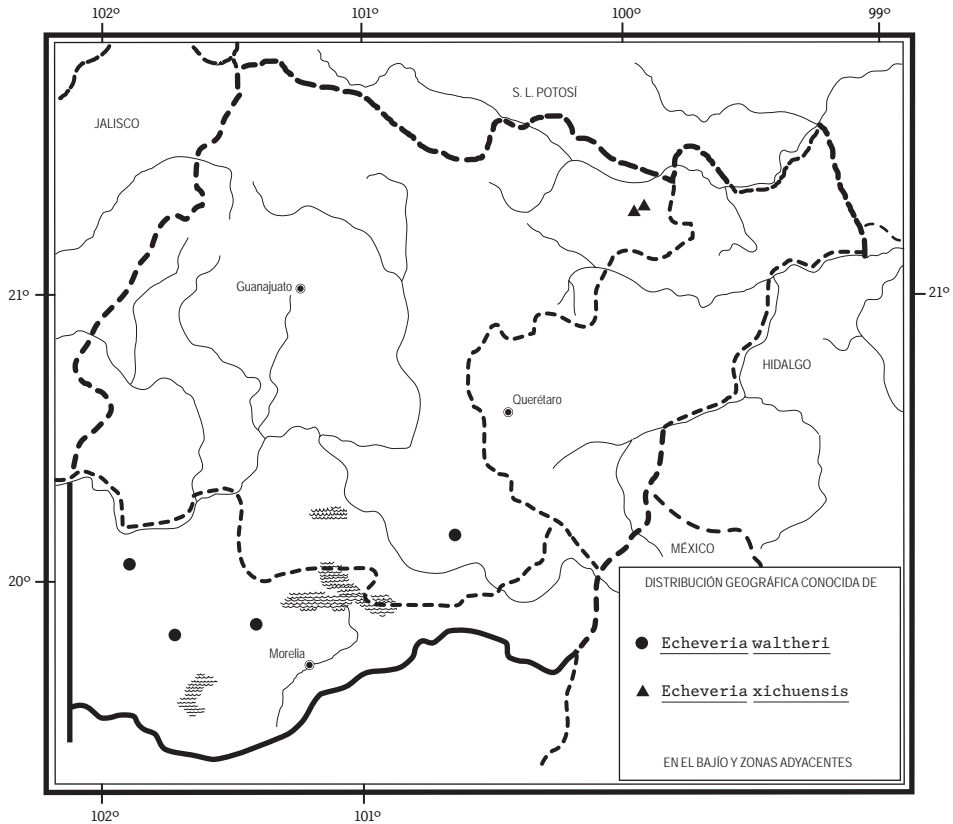 102º
101º
100º
99º
S. L. POTOSÍ
JALISCO
Guanajuato
21º
21º
HIDALGO
Querétaro
MÉXICO
20º
DISTRIBUCIÓN GEOGRÁFICA CONOCIDA DE
Echeveria waltheri
Morelia
Echeveria xichuensis
EN EL BAJÍO Y ZONAS ADYACENTES
102º
101º